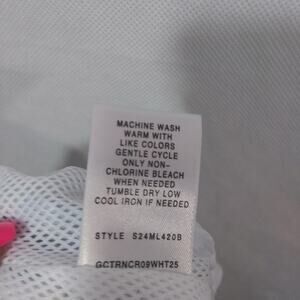 MACHINE WASH
WARM WITH
LIKE COLORS
GENTLE CYCLE
ONLY NON-
CHLORINE BLEACH
WHEN NEEDED
TUMBLE DRY LOW
COOL IRON IF NEEDED
STYLE S24ML420B
GCTRNCR09WHT25